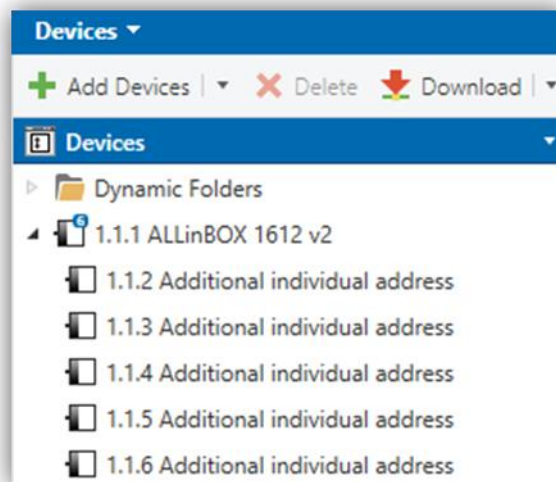 Devices
Add Devices Delete Download
Devices
Dynamic Folders
6
1.1.1 ALLinBOX 1612 v2
1.1.2 Additional individual address
1.1.3 Additional individual address
1.1.4 Additional individual address
1.1.5 Additional individual address
1.1.6 Additional individual address